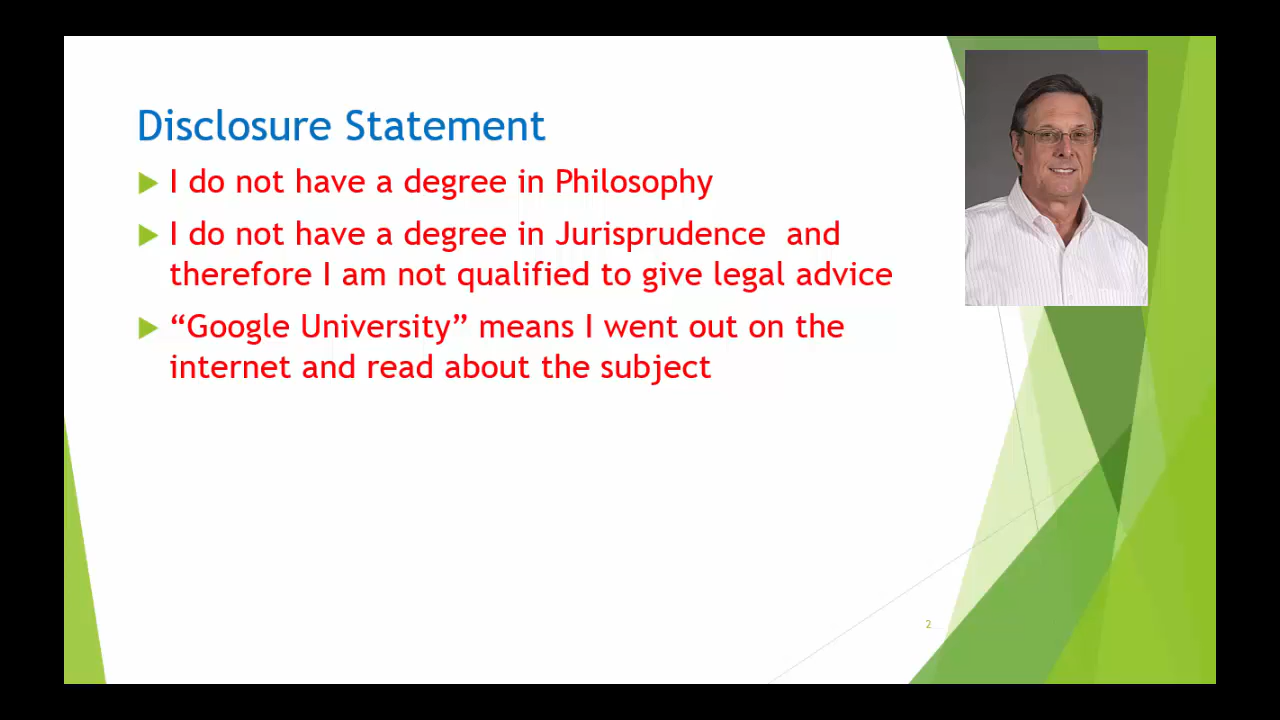 Disclosure Statement
I do not have a degree in Philosophy
I do not have a degree in Jurisprudence  and
therefore I am not qualified to give legal advice
“Google University” means I went out on the
internet and read about the subject
2